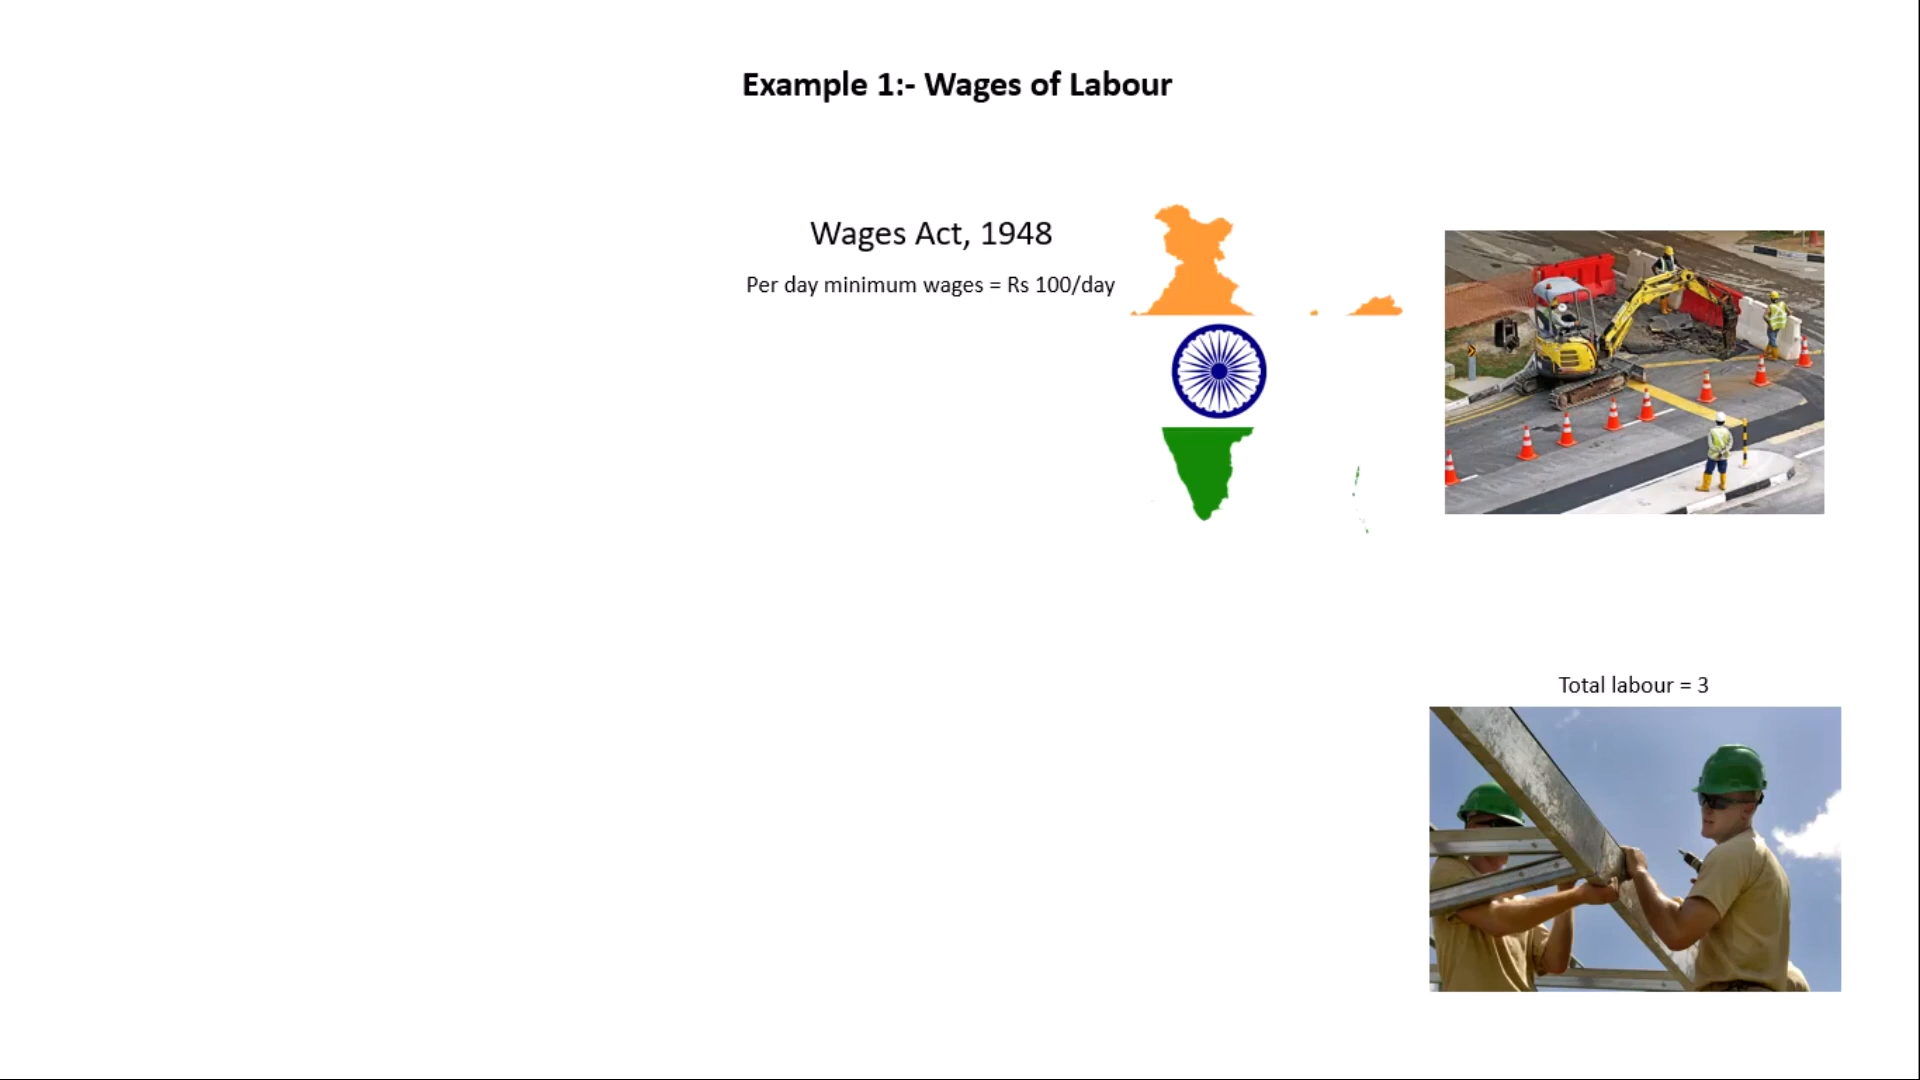 Example 1:- Wages of Labour
Wages Act, 1948
Per day minimum wages = Rs 100/day
Total labour = 3